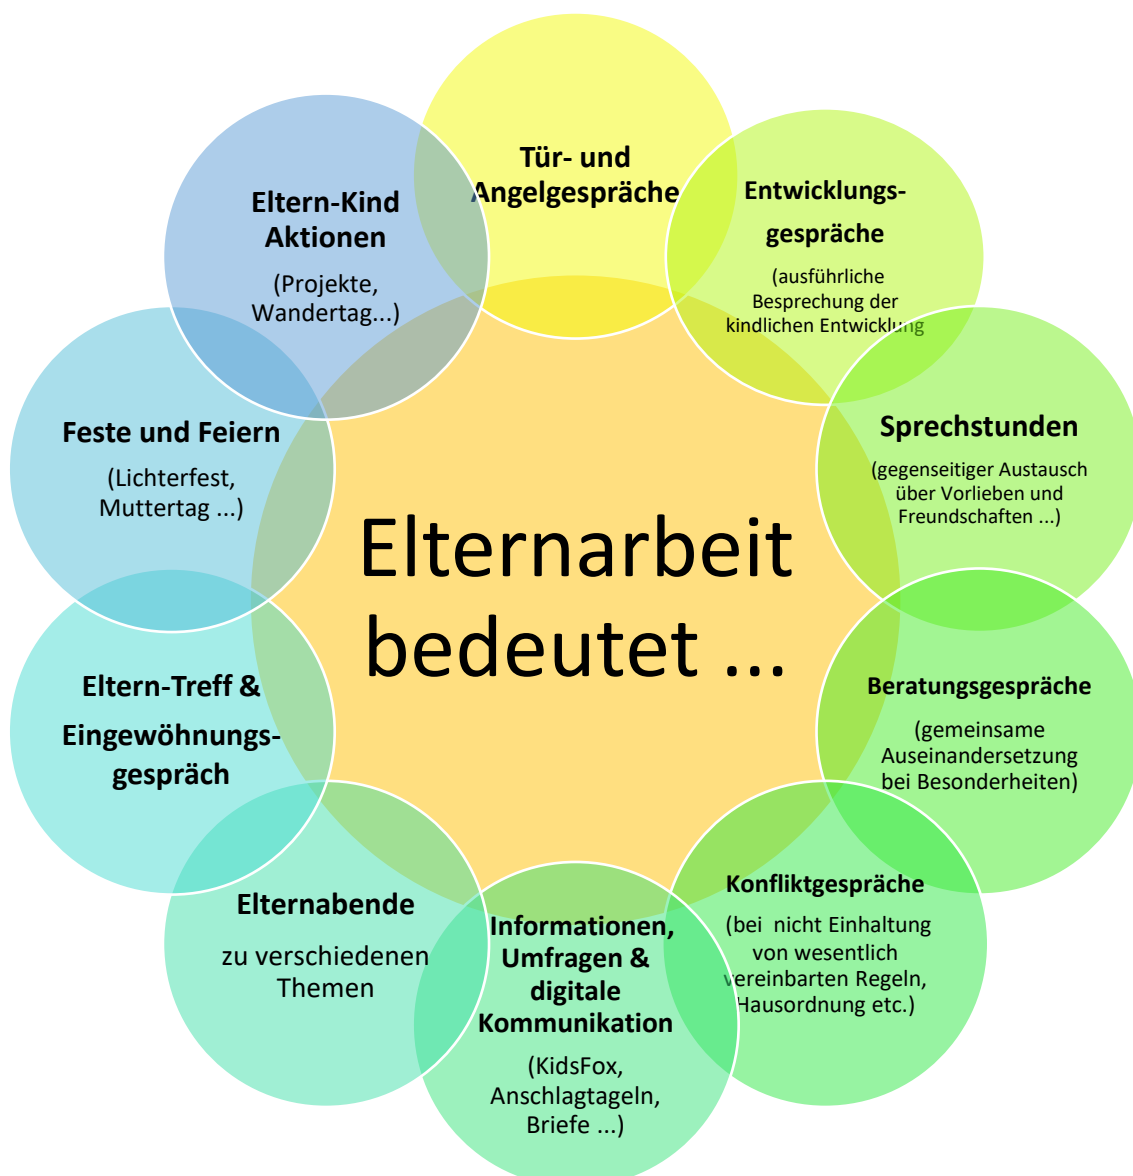 Elternarbeit
bedeutet ...
Tür- und
Angelgespräche
Entwicklungs-
gespräche
(ausführliche
Besprechung der
kindlichen Entwicklung
Sprechstunden
(gegenseitiger Austausch
über Vorlieben und
Freundschaften ...)
Beratungsgespräche
(gemeinsame
Auseinandersetzung
bei Besonderheiten)
Konfliktgespräche
(bei nicht Einhaltung
von wesentlich
vereinbarten Regeln,
Hausordnung etc.)
Informationen,
Umfragen &
digitale
Kommunikation
(KidsFox,
Anschlagtageln,
Briefe ...)
Elternabende
zu verschiedenen
Themen
Eltern-Treff &
Eingewöhnungs-
gespräch
Feste und Feiern
(Lichterfest,
Muttertag ...)
Eltern-Kind
Aktionen
(Projekte,
Wandertag...)